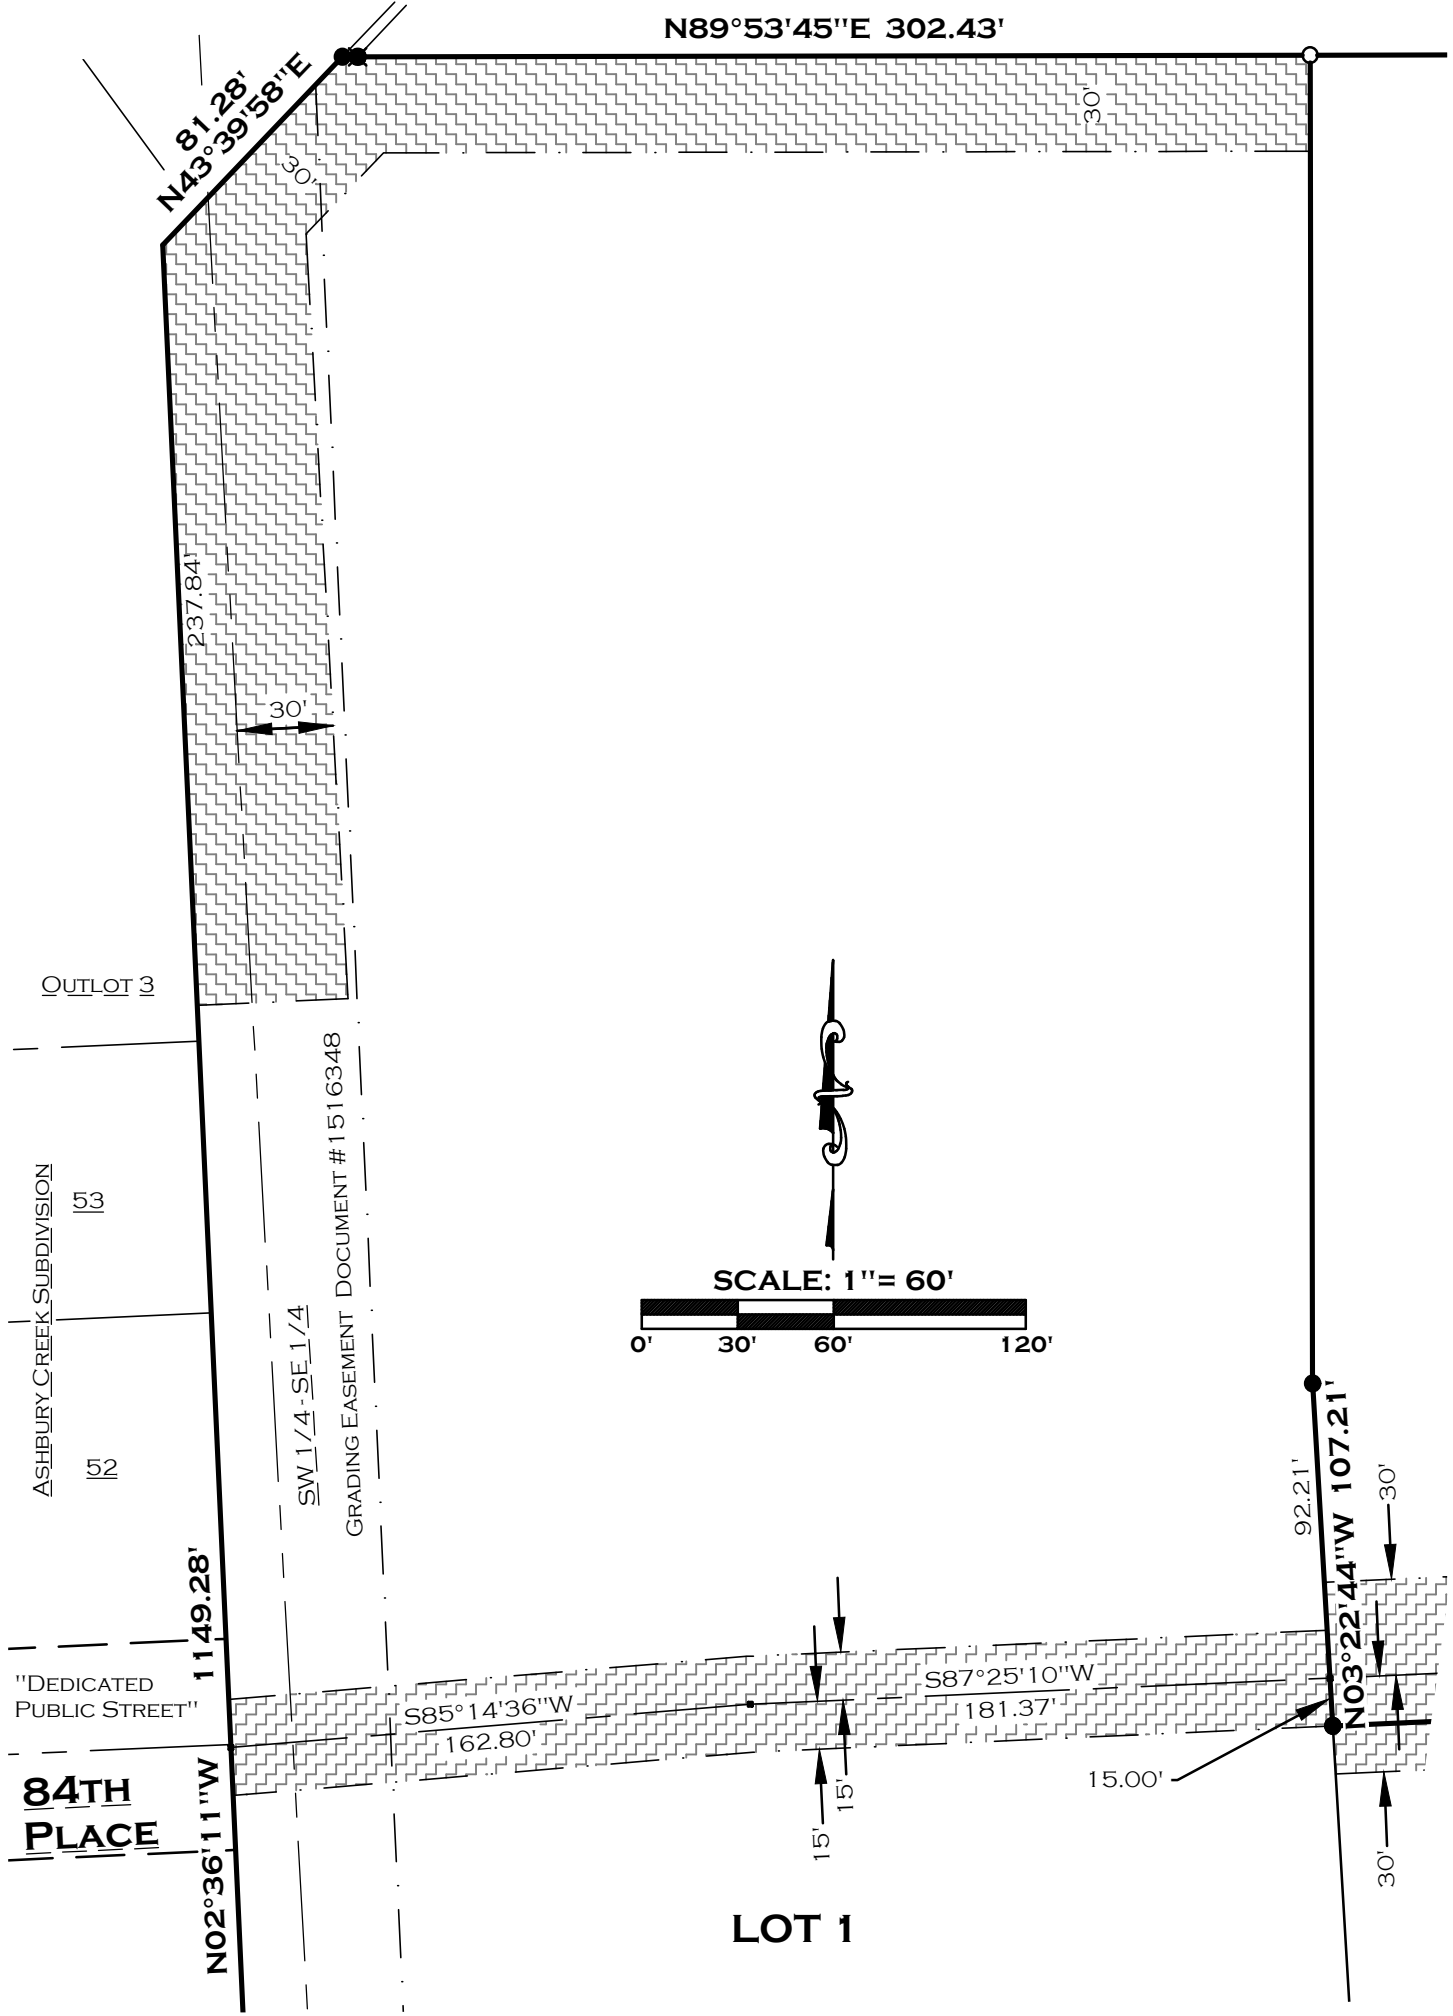 N89°53'45"E 302.43'
81.28'
N43°39'58"E
30'
30'
237.84'
30'
OUTLOT 3
ASHBURY CREEK SUBDIVISION
53
52
SW 1/4 - SE 1/4
GRADING EASEMENT DOCUMENT #1516348
SCALE: 1"= 60'
0' 30' 60' 120'
N03°22'44"W 107.21'
92.21'
30'
N02°36'11"W 1149.28'
"DEDICATED
PUBLIC STREET"
84TH
PLACE
S85°14'36"W
162.80'
S87°25'10"W
181.37'
15.00'
15'
15'
30'
LOT 1